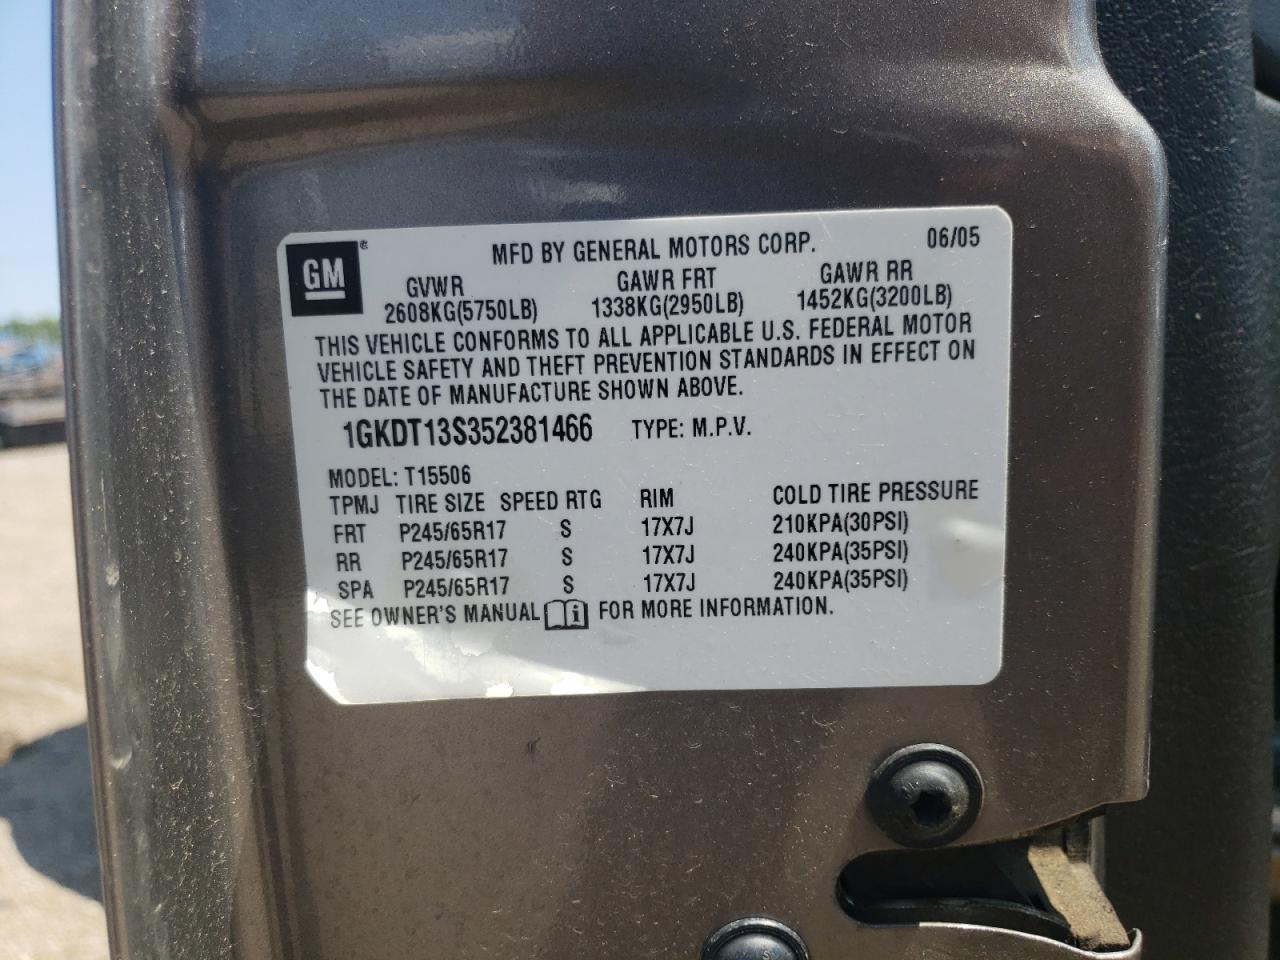 GM ® MFD BY GENERAL MOTORS CORP. 06/05
GVWR GAWR FRT GAWR RR
2608KG(5750LB) 1338KG(2950LB) 1452KG(3200LB)
THIS VEHICLE CONFORMS TO ALL APPLICABLE U.S. FEDERAL MOTOR
VEHICLE SAFETY AND THEFT PREVENTION STANDARDS IN EFFECT ON
THE DATE OF MANUFACTURE SHOWN ABOVE.
1GKDT13S352381466 TYPE: M.P.V.
MODEL: T15506
TPMJ TIRE SIZE SPEED RTG RIM COLD TIRE PRESSURE
FRT P245/65R17 S 17X7J 210KPA(30PSI)
RR P245/65R17 S 17X7J 240KPA(35PSI)
SPA P245/65R17 S 17X7J 240KPA(35PSI)
SEE OWNER'S MANUAL i FOR MORE INFORMATION.